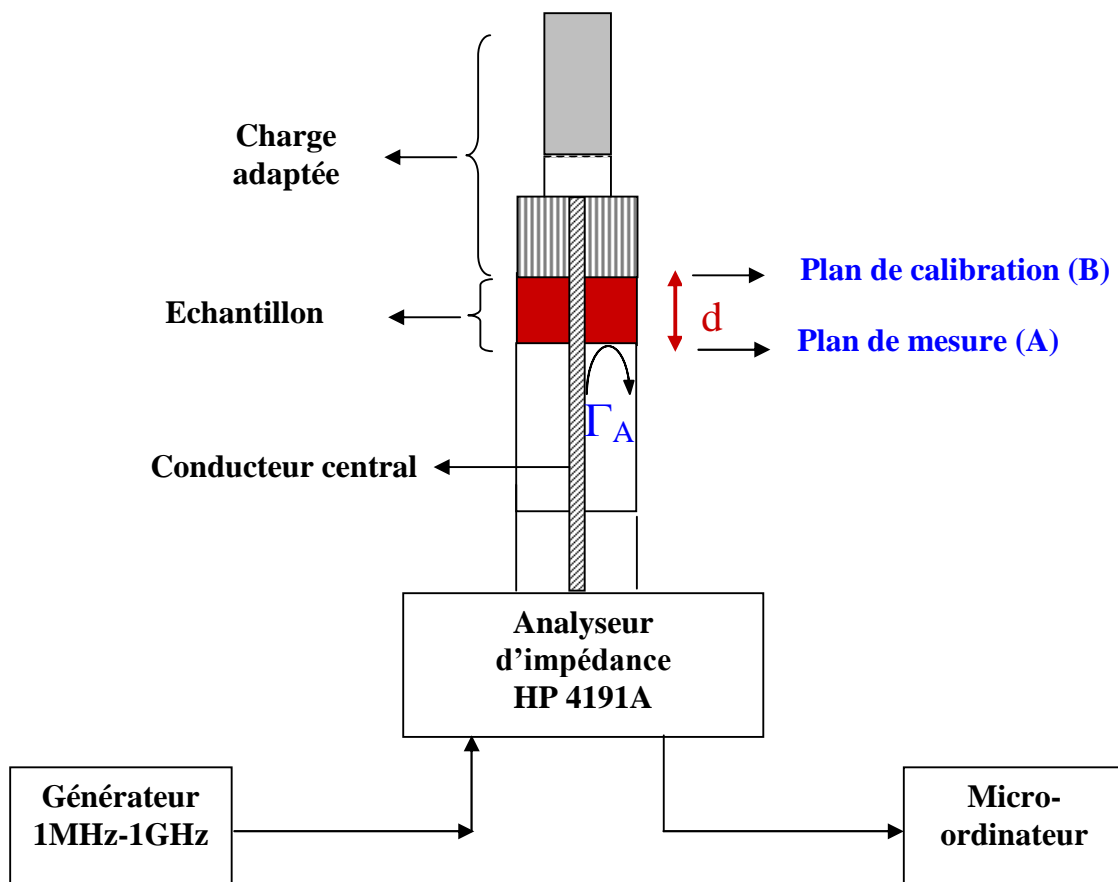 Charge
adaptée
Plan de calibration (B)
Echantillon
d
Plan de mesure (A)
ΓA
Conducteur central
Analyseur
d'impédance
HP 4191A
Générateur
1MHz-1GHz
Micro-
ordinateur